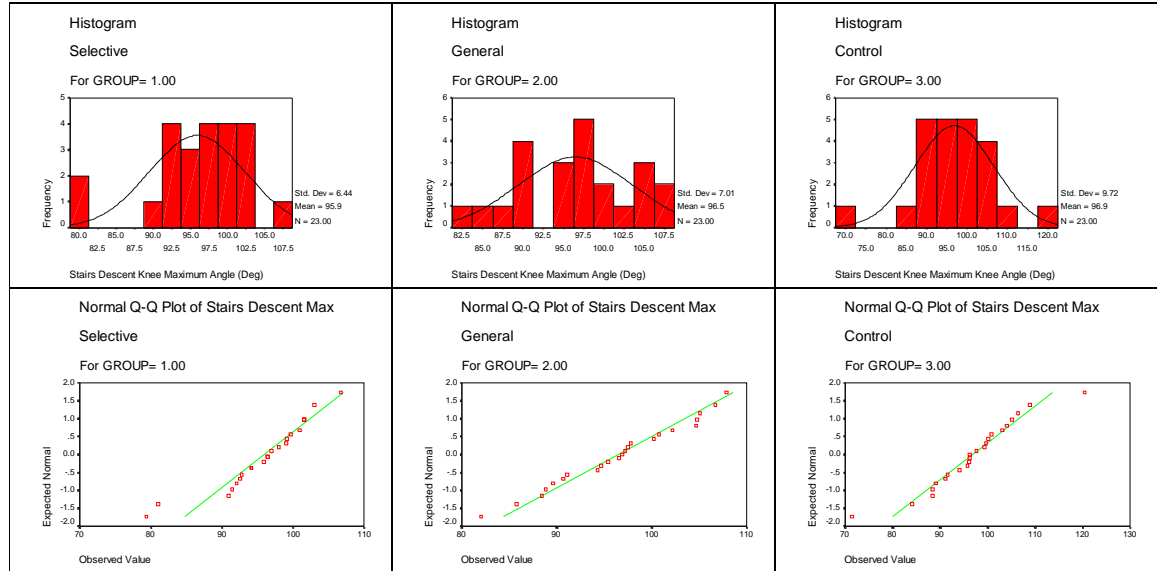 Histogram
Selective
For GROUP= 1.00
5
4
3
2
1
0
Frequency
80.0 85.0 90.0 95.0 100.0 105.0
82.5 87.5 92.5 97.5 102.5 107.5
Std. Dev = 6.44
Mean = 95.9
N = 23.00
Stairs Descent Knee Maximum Angle (Deg)
Histogram
General
For GROUP= 2.00
6
5
4
3
2
1
0
Frequency
82.5 87.5 92.5 97.5 102.5 107.5
85.0 90.0 95.0 100.0 105.0
Std. Dev = 7.01
Mean = 96.5
N = 23.00
Stairs Descent Knee Maximum Angle (Deg)
Histogram
Control
For GROUP= 3.00
6
5
4
3
2
1
0
Frequency
70.0 80.0 90.0 100.0 110.0 120.0
75.0 85.0 95.0 105.0 115.0
Std. Dev = 9.72
Mean = 96.9
N = 23.00
Stairs Descent Knee Maximum Knee Angle (Deg)
Normal Q-Q Plot of Stairs Descent Max
Selective
For GROUP= 1.00
2.0
1.5
1.0
.5
0.0
-.5
-1.0
-1.5
-2.0
Expected Normal
70 80 90 100 110
Observed Value
Normal Q-Q Plot of Stairs Descent Max
General
For GROUP= 2.00
2.0
1.5
1.0
.5
0.0
-.5
-1.0
-1.5
-2.0
Expected Normal
80 90 100 110
Observed Value
Normal Q-Q Plot of Stairs Descent Max
Control
For GROUP= 3.00
2.0
1.5
1.0
.5
0.0
-.5
-1.0
-1.5
-2.0
Expected Normal
70 80 90 100 110 120 130
Observed Value